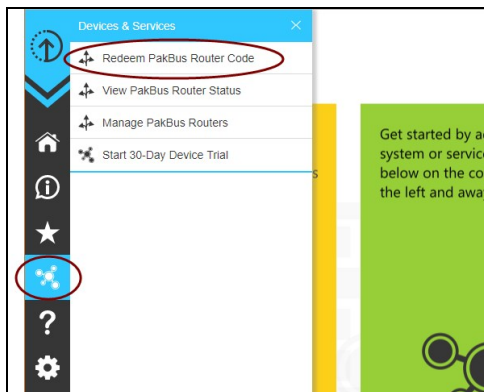 Devices & Services
Redeem PakBus Router Code
View PakBus Router Status
Manage PakBus Routers
Start 30-Day Device Trial
s
Get started by a
system or servic
below on the co
the left and away